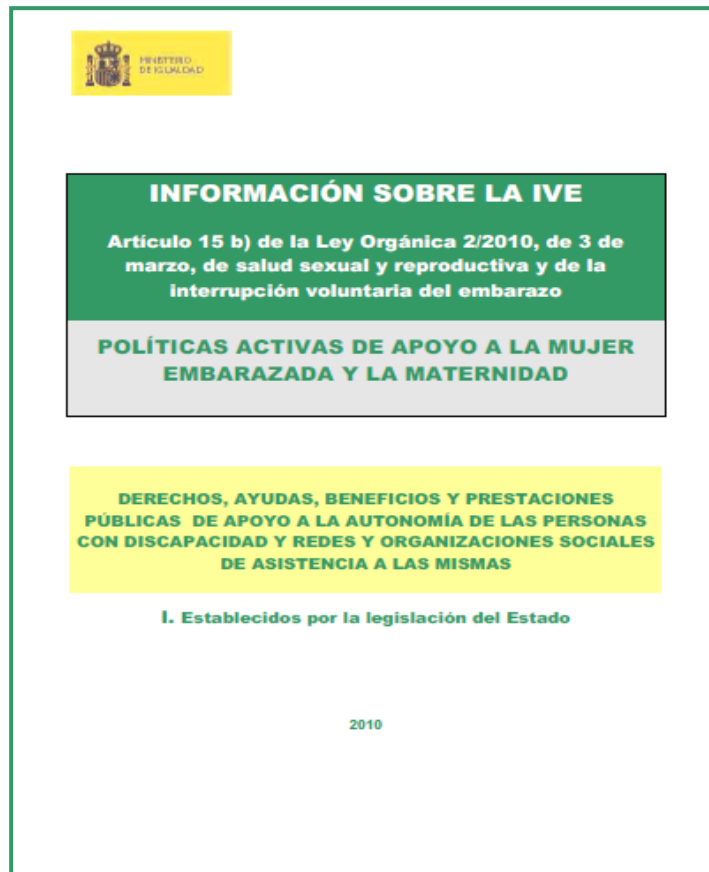 MINISTERIO
DE IGUALDAD
INFORMACIÓN SOBRE LA IVE
Artículo 15 b) de la Ley Orgánica 2/2010, de 3 de
marzo, de salud sexual y reproductiva y de la
interrupción voluntaria del embarazo
POLÍTICAS ACTIVAS DE APOYO A LA MUJER
EMBARAZADA Y LA MATERNIDAD
DERECHOS, AYUDAS, BENEFICIOS Y PRESTACIONES
PÚBLICAS DE APOYO A LA AUTONOMÍA DE LAS PERSONAS
CON DISCAPACIDAD Y REDES Y ORGANIZACIONES SOCIALES
DE ASISTENCIA A LAS MISMAS
I. Establecidos por la legislación del Estado
2010